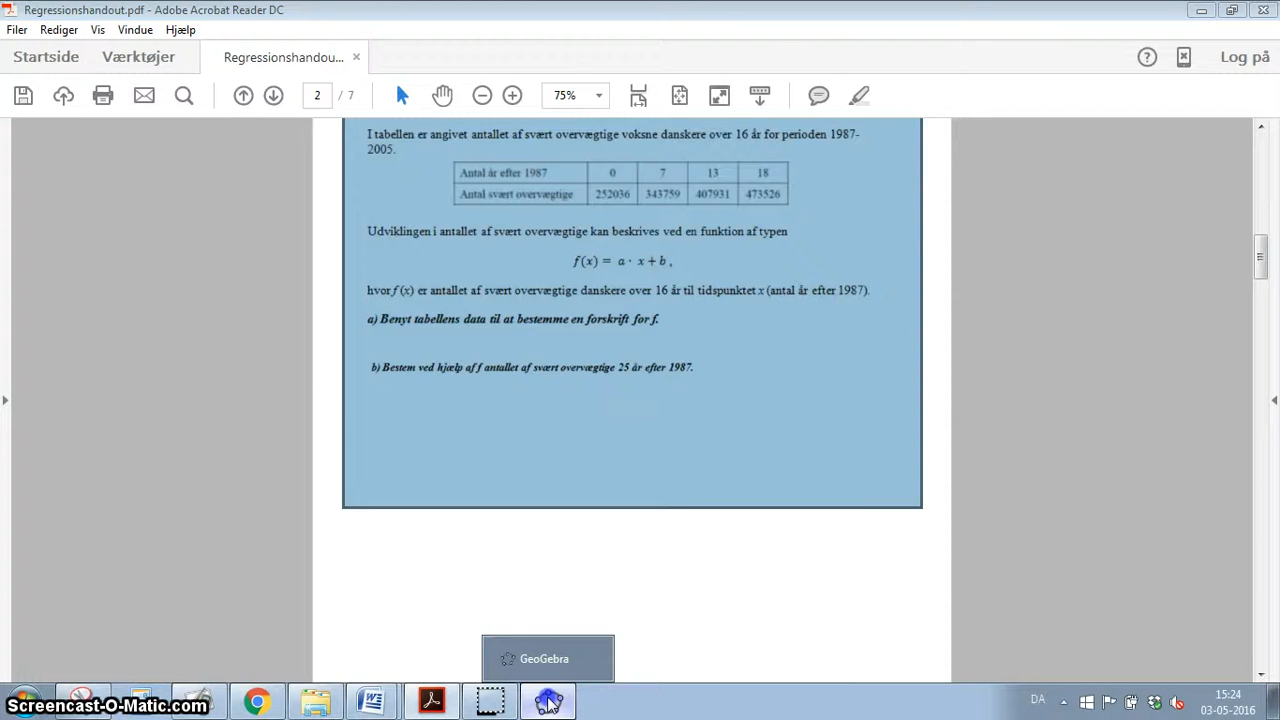 Regressionshandout.pdf - Adobe Acrobat Reader DC
Filer Rediger Vis Vindue Hjælp
Startside Værktøjer Regressionshandou... × Log på
2 / 7 75%
I tabellen er angivet antallet af svært overvægtige voksne danskere over 16 år for perioden 1987-
2005.
Antal år efter 1987 0 7 13 18
Antal svært overvægtige 252036 343759 407931 473526
Udviklingen i antallet af svært overvægtige kan beskrives ved en funktion af typen
f(x) = a · x + b ,
hvor f (x) er antallet af svært overvægtige danskere over 16 år til tidspunktet x (antal år efter 1987).
a) Benyt tabellens data til at bestemme en forskrift for f.
b) Bestem ved hjælp af f antallet af svært overvægtige 25 år efter 1987.
GeoGebra
Screencast-O-Matic.com
DA
15:24
03-05-2016